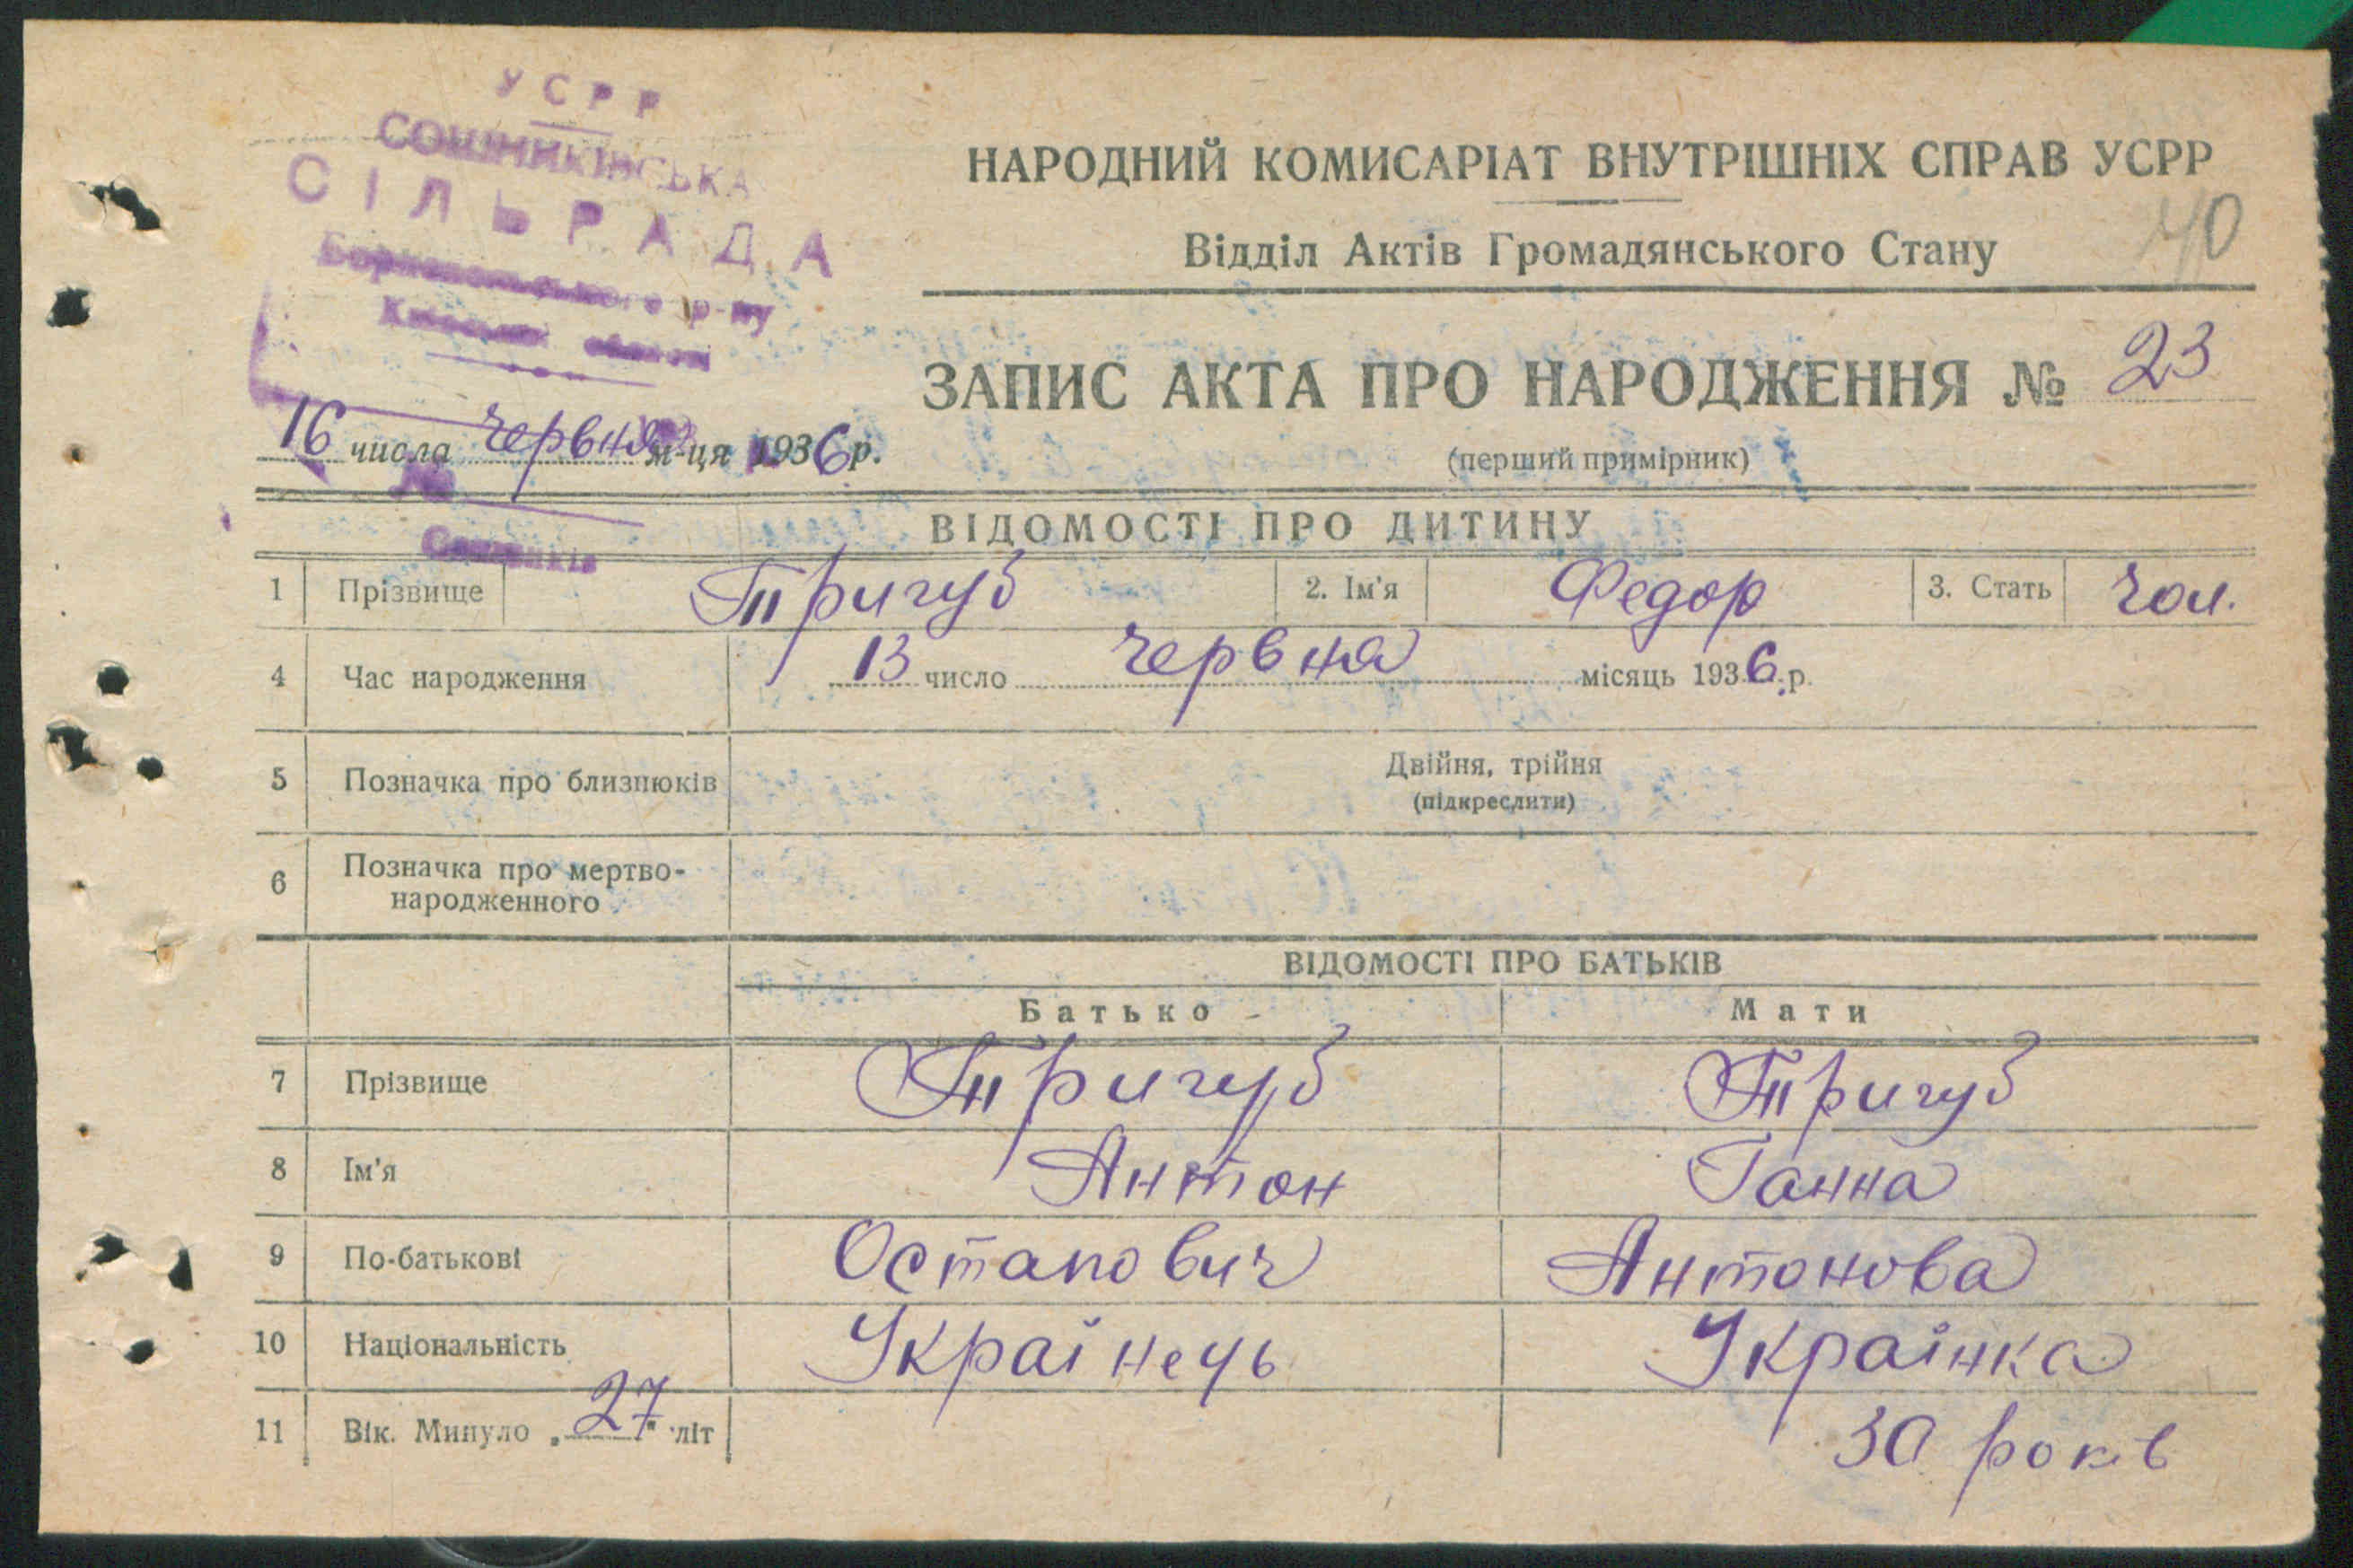 УСРР
СОШНИКІВСЬКА
СІЛЬРАДА
р-ну
НАРОДНИЙ КОМИСАРІАТ ВНУТРІШНІХ СПРАВ УСРР
40
Відділ Актів Громадянського Стану
ЗАПИС АКТА ПРО НАРОДЖЕННЯ № 23
(перший примірник)
16 числа червня м-ця 1936 р.
№
ВІДОМОСТІ ПРО ДИТИНУ
1 Прізвище Тригуб 2. Ім'я Федор 3. Стать чол.
4 Час народження 13 число червня місяць 1936 р.
5 Позначка про близнюків Двійня, трійня
(підкреслити)
6 Позначка про мертво-
народженного
ВІДОМОСТІ ПРО БАТЬКІВ
Батько Мати
7 Прізвище Тригуб Тригуб
8 Ім'я Антон Ганна
9 По-батькові Остапович Антонова
10 Національність Українець Українка
11 Вік. Минуло „27" літ 30 років